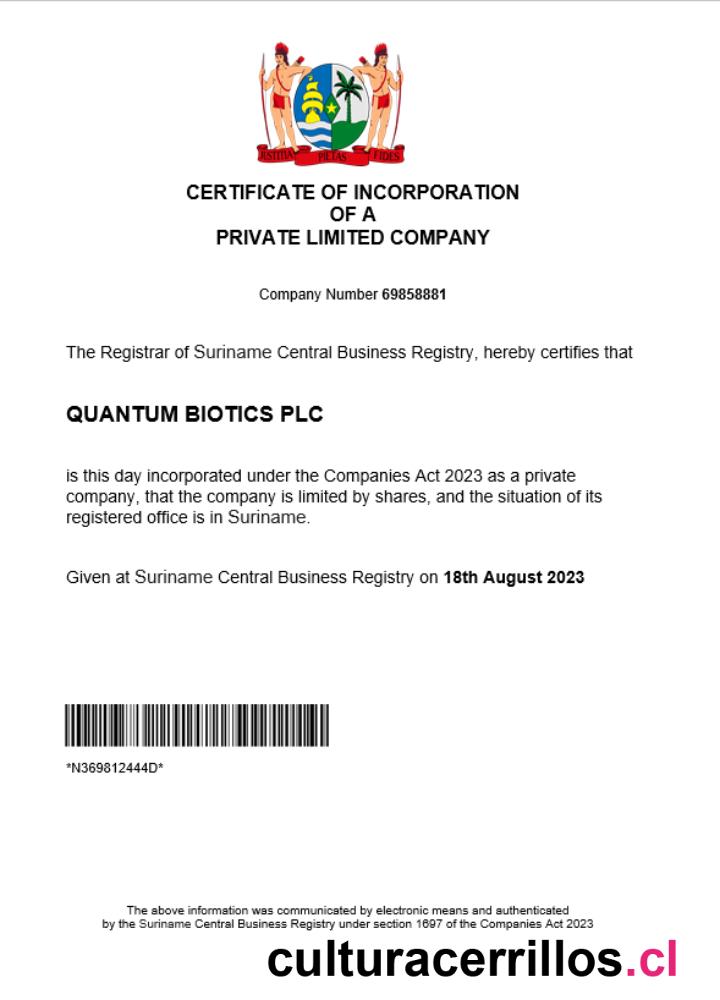 JUSTITIA PIETAS FIDES
CERTIFICATE OF INCORPORATION
OF A
PRIVATE LIMITED COMPANY
Company Number 69858881
The Registrar of Suriname Central Business Registry, hereby certifies that
QUANTUM BIOTICS PLC
is this day incorporated under the Companies Act 2023 as a private
company, that the company is limited by shares, and the situation of its
registered office is in Suriname.
Given at Suriname Central Business Registry on 18th August 2023
*N369812444D*
The above information was communicated by electronic means and authenticated
by the Suriname Central Business Registry under section 1697 of the Companies Act 2023
culturacerrillos.cl